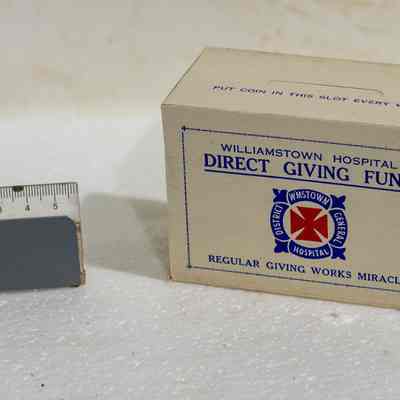 PUT COIN IN THIS SLOT EVERY
WILLIAMSTOWN HOSPITAL
DIRECT GIVING FUN
WMSTOWN
DISTRICT GENERAL
HOSPITAL
REGULAR GIVING WORKS MIRACL
3 4 5